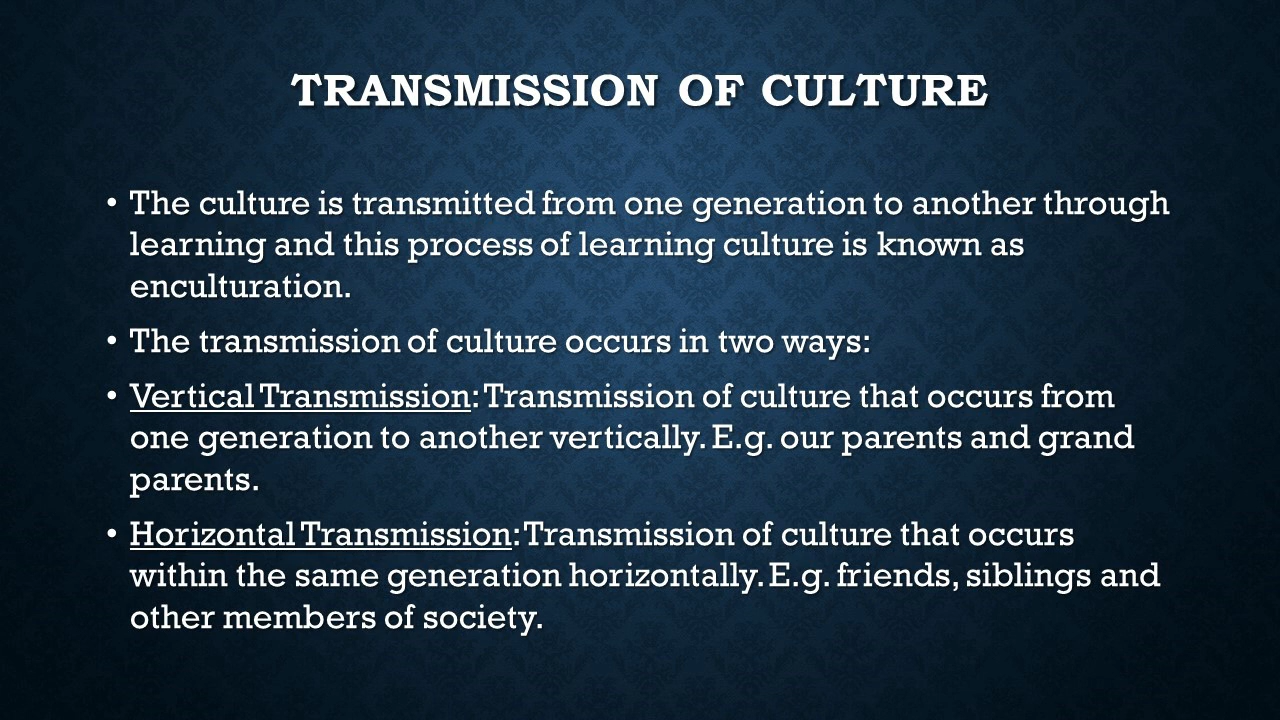 TRANSMISSION OF CULTURE
• The culture is transmitted from one generation to another through
learning and this process of learning culture is known as
enculturation.
• The transmission of culture occurs in two ways:
• Vertical Transmission: Transmission of culture that occurs from
one generation to another vertically. E.g. our parents and grand
parents.
• Horizontal Transmission: Transmission of culture that occurs
within the same generation horizontally. E.g. friends, siblings and
other members of society.